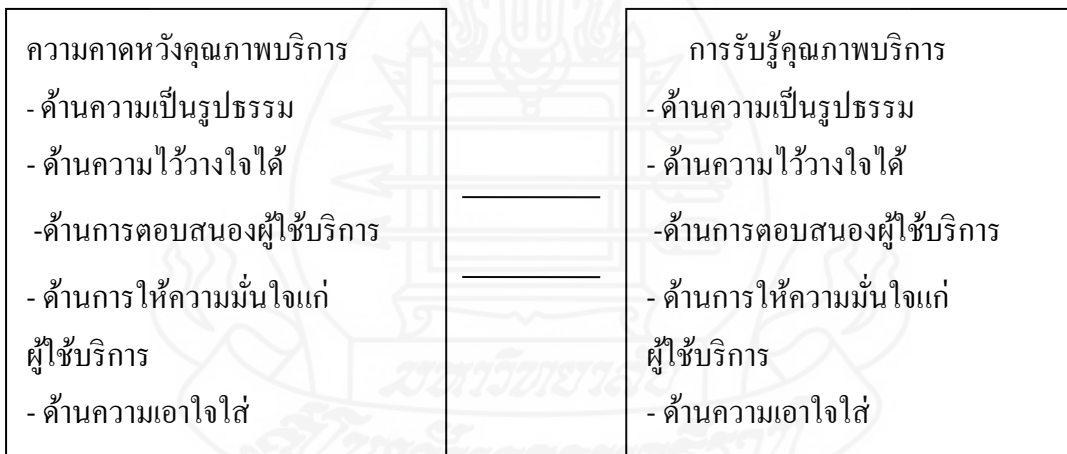 ความคาดหวังคุณภาพบริการ
- ด้านความเป็นรูปธรรม
- ด้านความไว้วางใจได้
-ด้านการตอบสนองผู้ใช้บริการ
- ด้านการให้ความมั่นใจแก่
ผู้ใช้บริการ
- ด้านความเอาใจใส่
การรับรู้คุณภาพบริการ
- ด้านความเป็นรูปธรรม
- ด้านความไว้วางใจได้
-ด้านการตอบสนองผู้ใช้บริการ
- ด้านการให้ความมั่นใจแก่
ผู้ใช้บริการ
- ด้านความเอาใจใส่